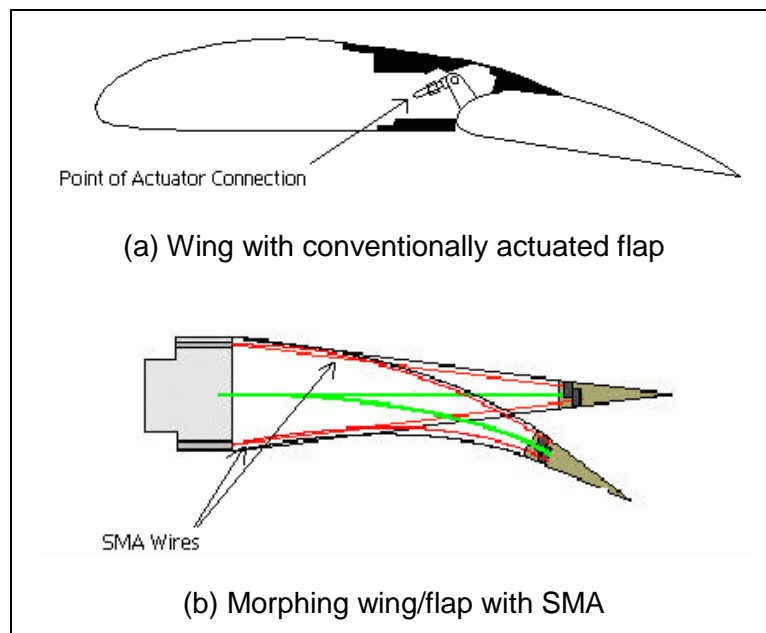 Point of Actuator Connection
(a) Wing with conventionally actuated flap
SMA Wires
(b) Morphing wing/flap with SMA